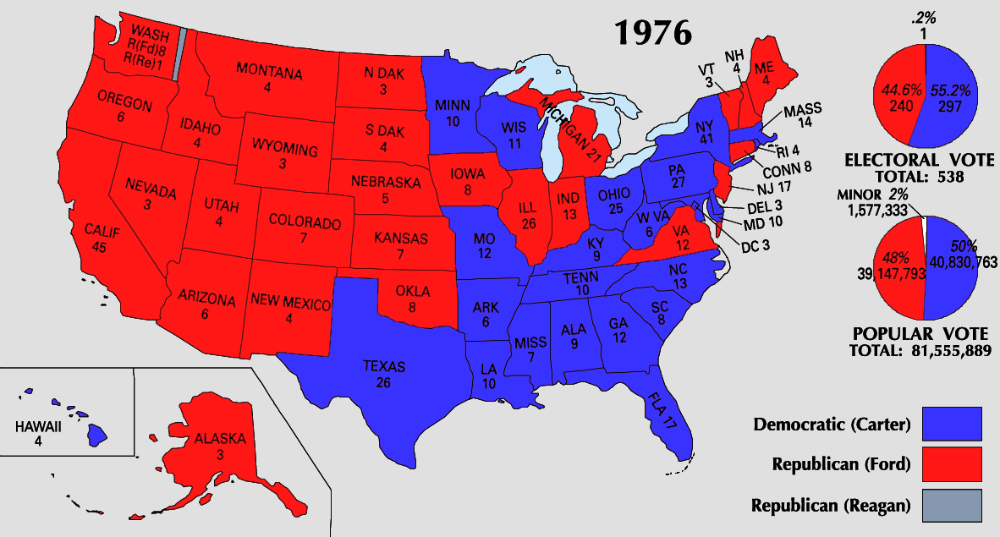 1976
WASH
R(Fd)8
R(Re)1
OREGON
6
CALIF
45
NEVADA
3
IDAHO
4
MONTANA
4
WYOMING
3
UTAH
4
COLORADO
7
ARIZONA
6
NEW MEXICO
4
N DAK
3
S DAK
4
NEBRASKA
5
KANSAS
7
OKLA
8
TEXAS
26
MINN
10
IOWA
8
MO
12
ARK
6
LA
10
WIS
11
ILL
26
MICHIGAN 21
IND
13
OHIO
25
KY
9
TENN
10
MISS
7
ALA
9
GA
12
FLA 17
SC
8
NC
13
VA
12
W VA
6
PA
27
NY
41
VT
3
NH
4
ME
4
MASS
14
RI 4
CONN 8
NJ 17
DEL 3
MD 10
DC 3
HAWAII
4
ALASKA
3
.2%
1
44.6%
240
55.2%
297
ELECTORAL VOTE
TOTAL: 538
MINOR 2%
1,577,333
48%
39,147,793
50%
40,830,763
POPULAR VOTE
TOTAL: 81,555,889
Democratic (Carter)
Republican (Ford)
Republican (Reagan)